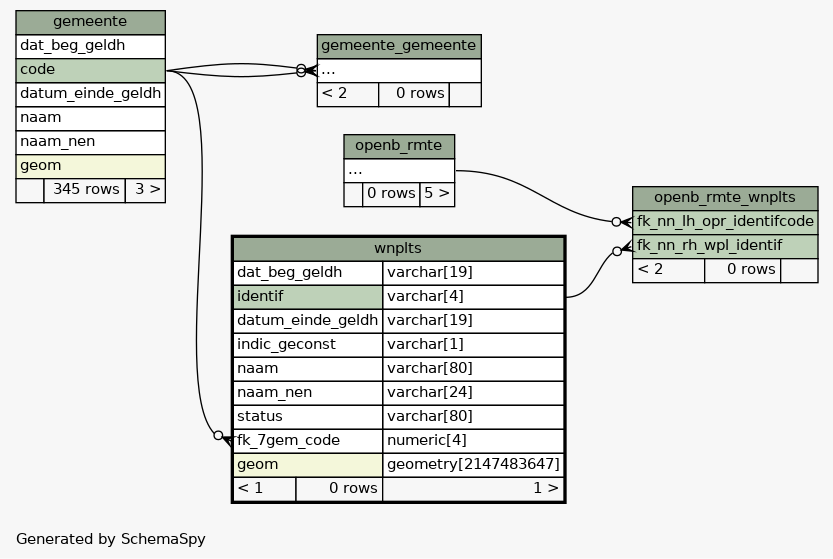 gemeente
dat_beg_geldh
code
datum_einde_geldh
naam
naam_nen
geom
345 rows 3 >
gemeente_gemeente
...
< 2 0 rows
openb_rmte
...
0 rows 5 >
openb_rmte_wnplts
fk_nn_lh_opr_identifcode
fk_nn_rh_wpl_identif
< 2 0 rows
wnplts
dat_beg_geldh varchar[19]
identif varchar[4]
datum_einde_geldh varchar[19]
indic_geconst varchar[1]
naam varchar[80]
naam_nen varchar[24]
status varchar[80]
fk_7gem_code numeric[4]
geom geometry[2147483647]
< 1 0 rows 1 >
Generated by SchemaSpy